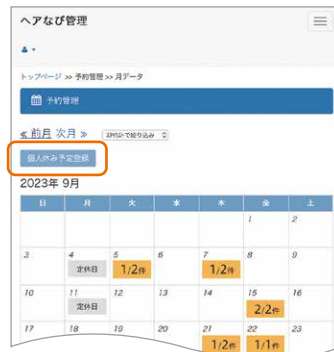 ヘアなび管理
トップページ >> 予約管理 >> 月データ
予約管理
≪ 前月 次月 ≫
個人休み予定登録
2023年 9月
日 月 火 水 木 金 土
1 2
3 4 5 6 7 8 9
定休日 1/2件 1/2件
10 11 12 13 14 15 16
定休日 2/2件
17 18 19 20 21 22 23
1/2件 1/1件